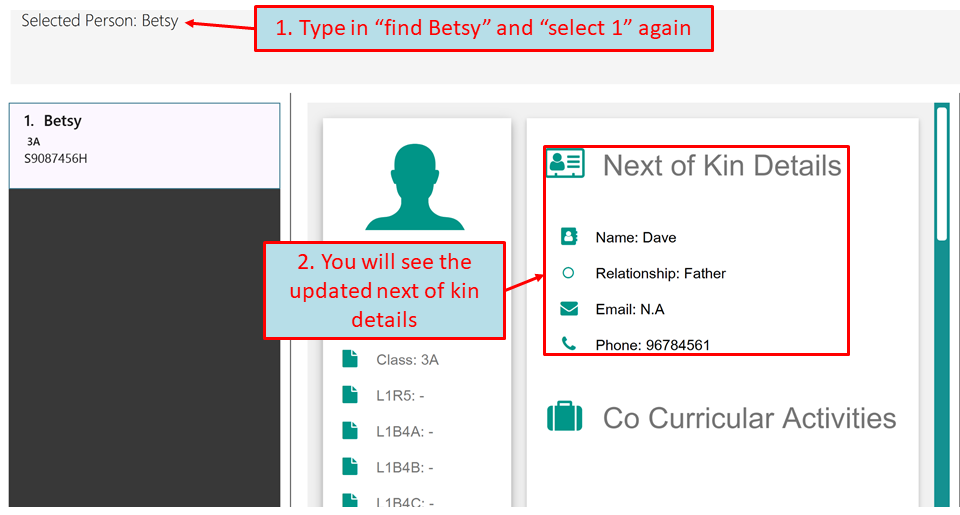 Selected Person: Betsy
1. Type in “find Betsy” and “select 1” again
1. Betsy
3A
S9087456H
Next of Kin Details
Name: Dave
Relationship: Father
Email: N.A
Phone: 96784561
2. You will see the
updated next of kin
details
Class: 3A
L1R5: -
L1B4A: -
L1B4B: -
L1B4C: -
Co Curricular Activities